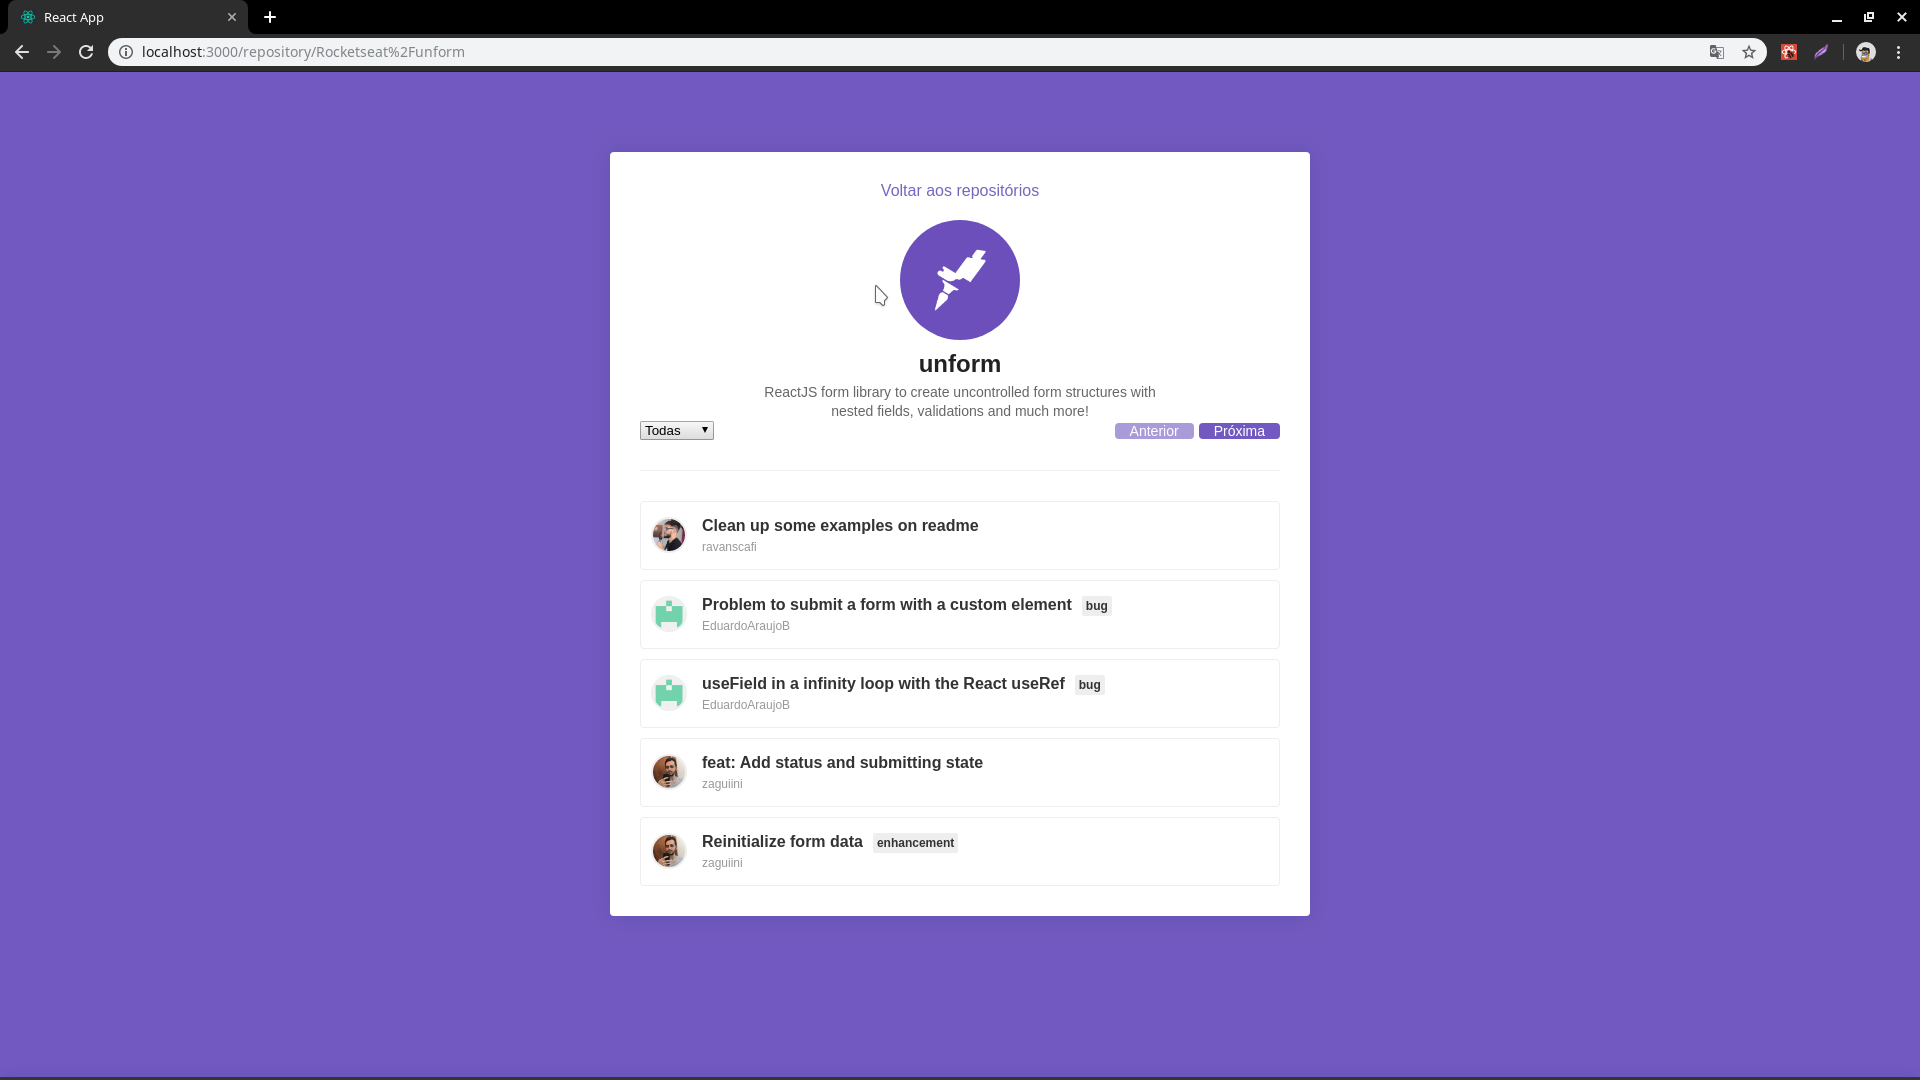 React App
localhost:3000/repository/Rocketseat%2Funform
Voltar aos repositórios
unform
ReactJS form library to create uncontrolled form structures with
nested fields, validations and much more!
Todas
Anterior
Próxima
Clean up some examples on readme
ravanscafi
Problem to submit a form with a custom element bug
EduardoAraujoB
useField in a infinity loop with the React useRef bug
EduardoAraujoB
feat: Add status and submitting state
zaguiini
Reinitialize form data enhancement
zaguiini